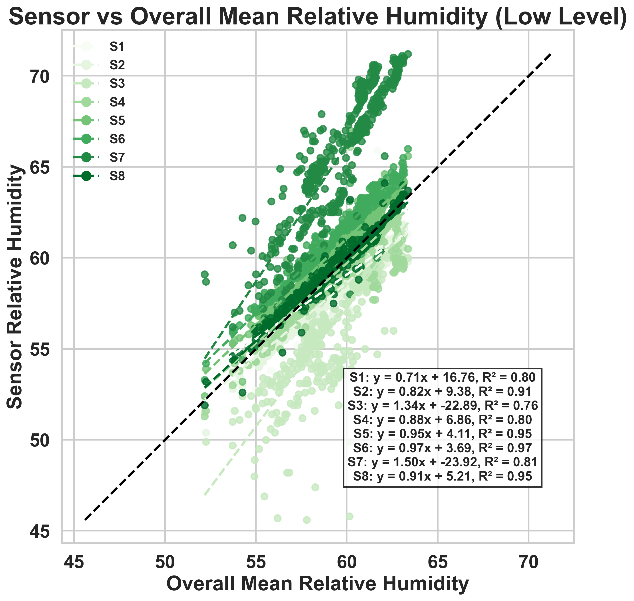 Sensor vs Overall Mean Relative Humidity (Low Level)
S1
S2
S3
S4
S5
S6
S7
S8
70
65
60
55
50
45
Sensor Relative Humidity
S1: y = 0.71x + 16.76, R² = 0.80
S2: y = 0.82x + 9.38, R² = 0.91
S3: y = 1.34x + -22.89, R² = 0.76
S4: y = 0.88x + 6.86, R² = 0.80
S5: y = 0.95x + 4.11, R² = 0.95
S6: y = 0.97x + 3.69, R² = 0.97
S7: y = 1.50x + -23.92, R² = 0.81
S8: y = 0.91x + 5.21, R² = 0.95
45 50 55 60 65 70
Overall Mean Relative Humidity